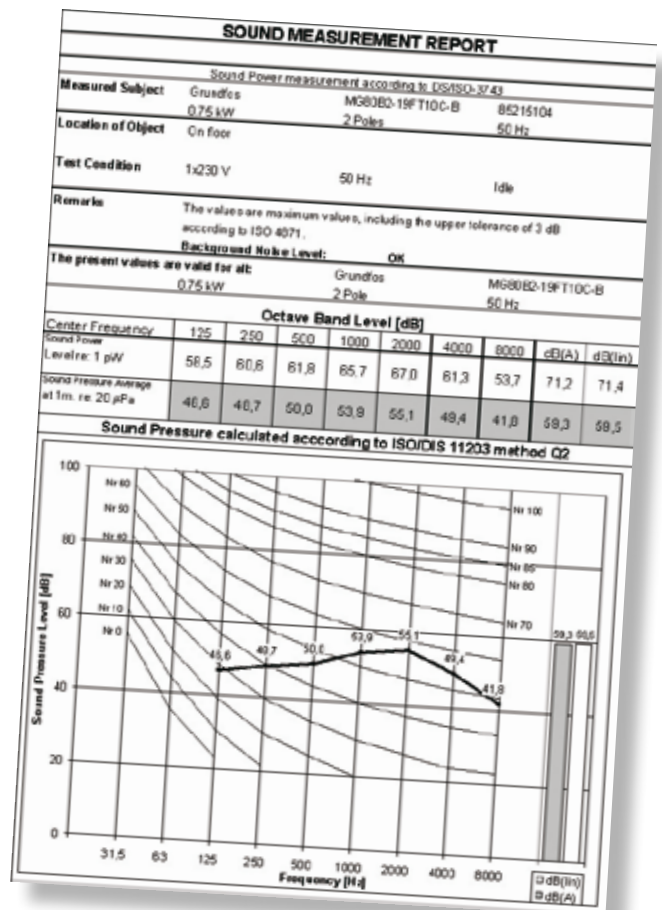 SOUND MEASUREMENT REPORT
Sound Power measurement according to DS/ISO-3743
Measured Subject Grundfos MG80B2-19FT10C-B 85215104
0.75 kW 2 Poles 50 Hz
Location of Object On floor
Test Condition 1x230 V 50 Hz Idle
Remarks The values are maximum values, including the upper tolerance of 3 dB
according to ISO 4871.
Background Noise Level: OK
The present values are valid for all: Grundfos MG80B2-19FT10C-B
0.75 kW 2 Pole 50 Hz
Octave Band Level [dB]
Center Frequency 125 250 500 1000 2000 4000 8000 dB(A) dB(lin)
Sound Power
Level re: 1 pW 58,5 60,6 61,8 65,7 67,0 61,3 53,7 71,2 71,4
Sound Pressure Average
at 1m. re: 20 µPa 46,6 48,7 50,0 53,9 55,1 49,4 41,8 59,3 59,5
Sound Pressure calculated acccording to ISO/DIS 11203 method Q2
Sound Pressure Level [dB]
100
80
60
40
20
0
Nr 60
Nr 50
Nr 40
Nr 30
Nr 20
Nr 10
Nr 0
Nr 100
Nr 90
Nr 85
Nr 80
Nr 70
46,6 48,7 50,0 53,9 55,1 49,4 41,8
59,3 59,5
31,5 63 125 250 500 1000 2000 4000 8000
Frequency [Hz]
dB(lin)
dB(A)